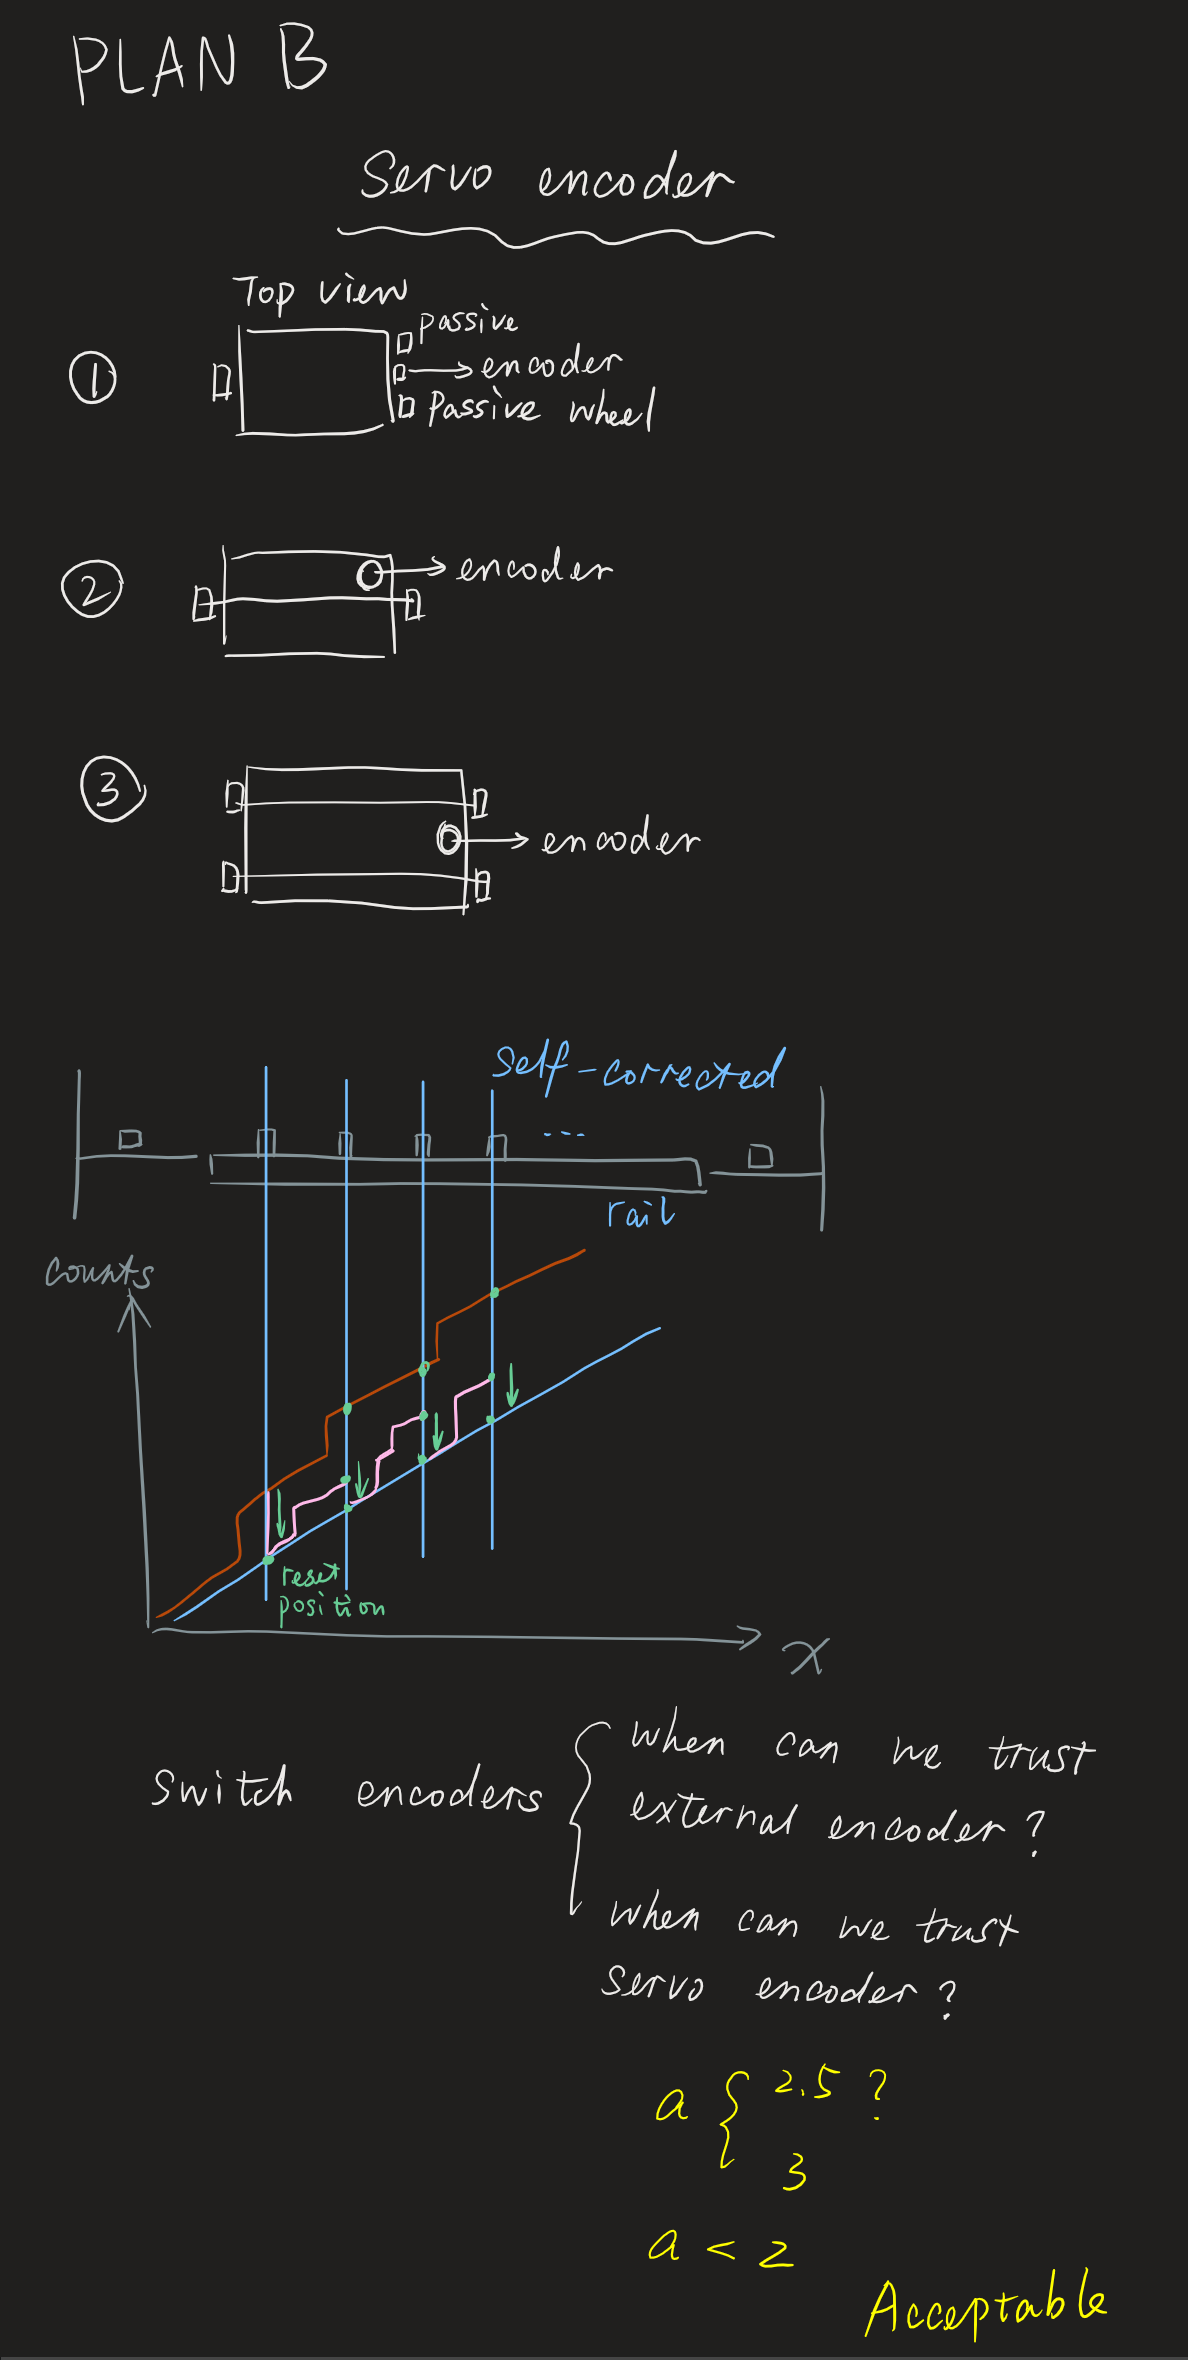 PLAN B
Servo encoder
Top view
①
passive
encoder
Passive wheel
②
encoder
③
encoder
self-corrected
...
rail
counts
reset
position
x
Switch encoders
when can we trust
external encoder?
when can we trust
servo encoder?
a { 2.5 ?
3
a < 2
Acceptable